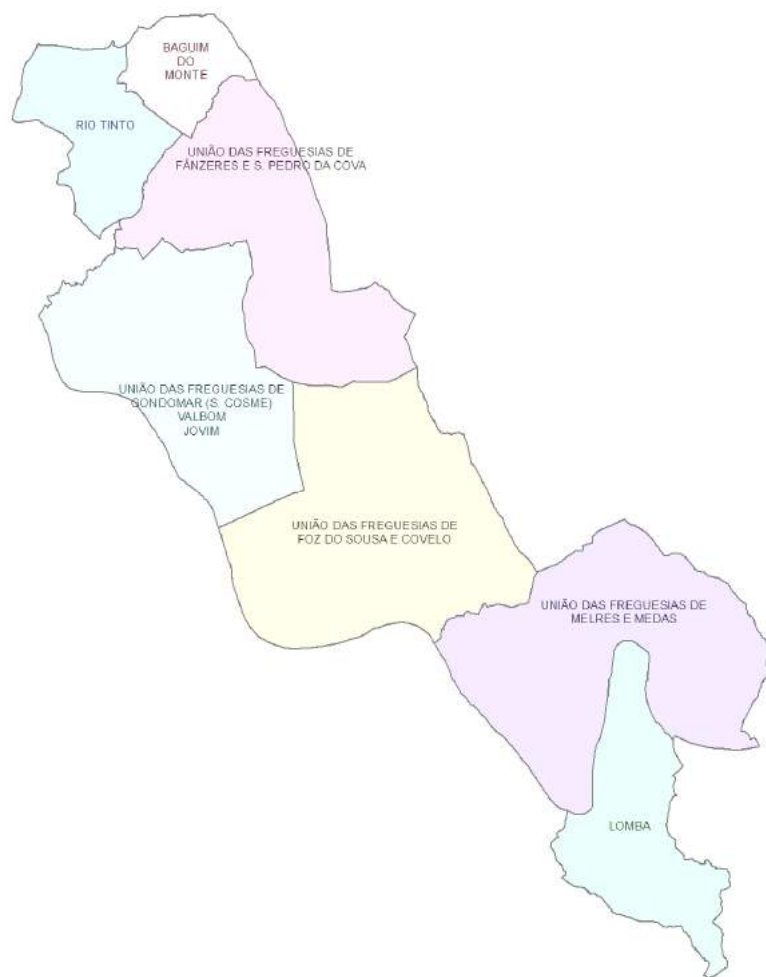 BAGUIM
DO
MONTE
RIO TINTO
UNIÃO DAS FREGUESIAS DE
FÂNZERES E S. PEDRO DA COVA
UNIÃO DAS FREGUESIAS DE
GONDOMAR (S. COSME)
VALBOM
JOVIM
UNIÃO DAS FREGUESIAS DE
FOZ DO SOUSA E COVELO
UNIÃO DAS FREGUESIAS DE
MELRES E MEDAS
LOMBA